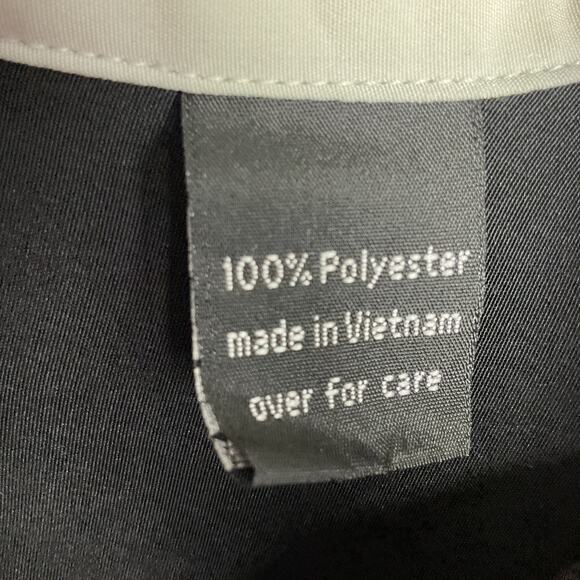 100% Polyester
made in Vietnam
over for care